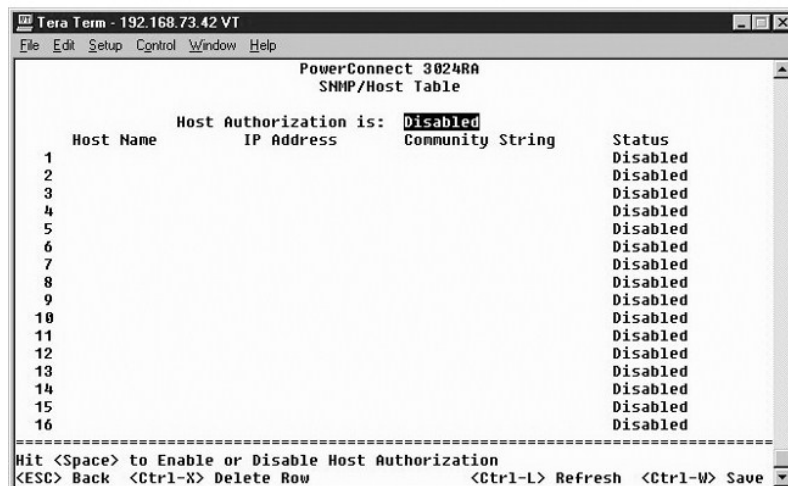 Tera Term - 192.168.73.42 VT
File Edit Setup Control Window Help
PowerConnect 3024RA
SNMP/Host Table
Host Authorization is: Disabled
Host Name IP Address Community String Status
1 Disabled
2 Disabled
3 Disabled
4 Disabled
5 Disabled
6 Disabled
7 Disabled
8 Disabled
9 Disabled
10 Disabled
11 Disabled
12 Disabled
13 Disabled
14 Disabled
15 Disabled
16 Disabled
================================================================================
Hit <Space> to Enable or Disable Host Authorization
<ESC> Back <Ctrl-X> Delete Row <Ctrl-L> Refresh <Ctrl-W> Save